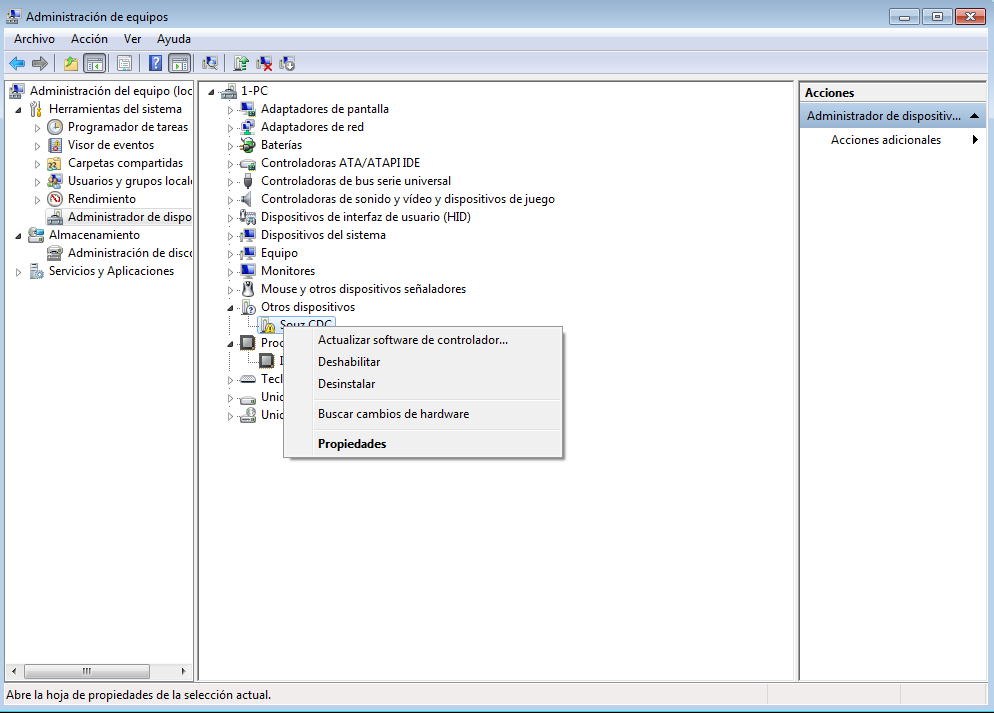 Administración de equipos
Archivo Acción Ver Ayuda
Administración del equipo (loc
Herramientas del sistema
Programador de tareas
Visor de eventos
Carpetas compartidas
Usuarios y grupos locale
Rendimiento
Administrador de dispo
Almacenamiento
Administración de disco
Servicios y Aplicaciones
1-PC
Adaptadores de pantalla
Adaptadores de red
Baterías
Controladoras ATA/ATAPI IDE
Controladoras de bus serie universal
Controladoras de sonido y vídeo y dispositivos de juego
Dispositivos de interfaz de usuario (HID)
Dispositivos del sistema
Equipo
Monitores
Mouse y otros dispositivos señaladores
Otros dispositivos
Souz CDC
Proc
I
Tecl
Unid
Unid
Actualizar software de controlador...
Deshabilitar
Desinstalar
Buscar cambios de hardware
Propiedades
Acciones
Administrador de dispositiv...
Acciones adicionales
Abre la hoja de propiedades de la selección actual.